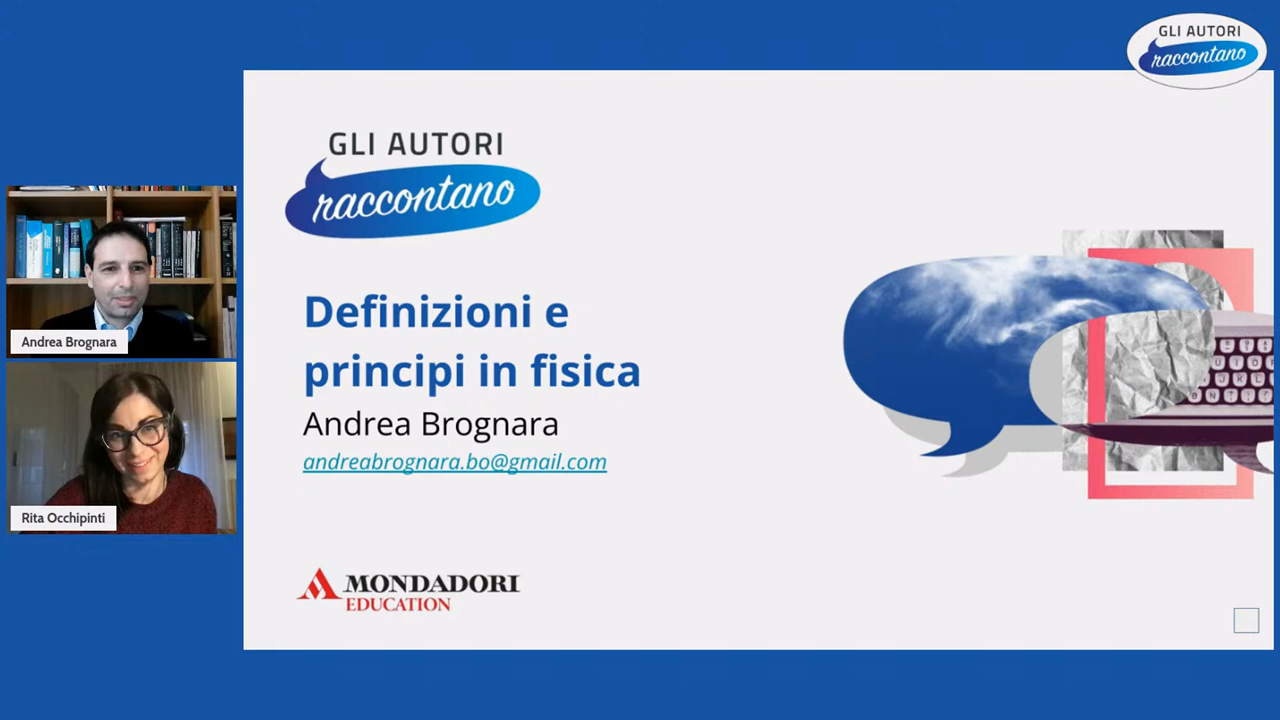 GLI AUTORI
raccontano
GLI AUTORI
raccontano
Definizioni e
principi in fisica
Andrea Brognara
andreabrognara.bo@gmail.com
MONDADORI
EDUCATION
Andrea Brognara
Rita Occhipinti